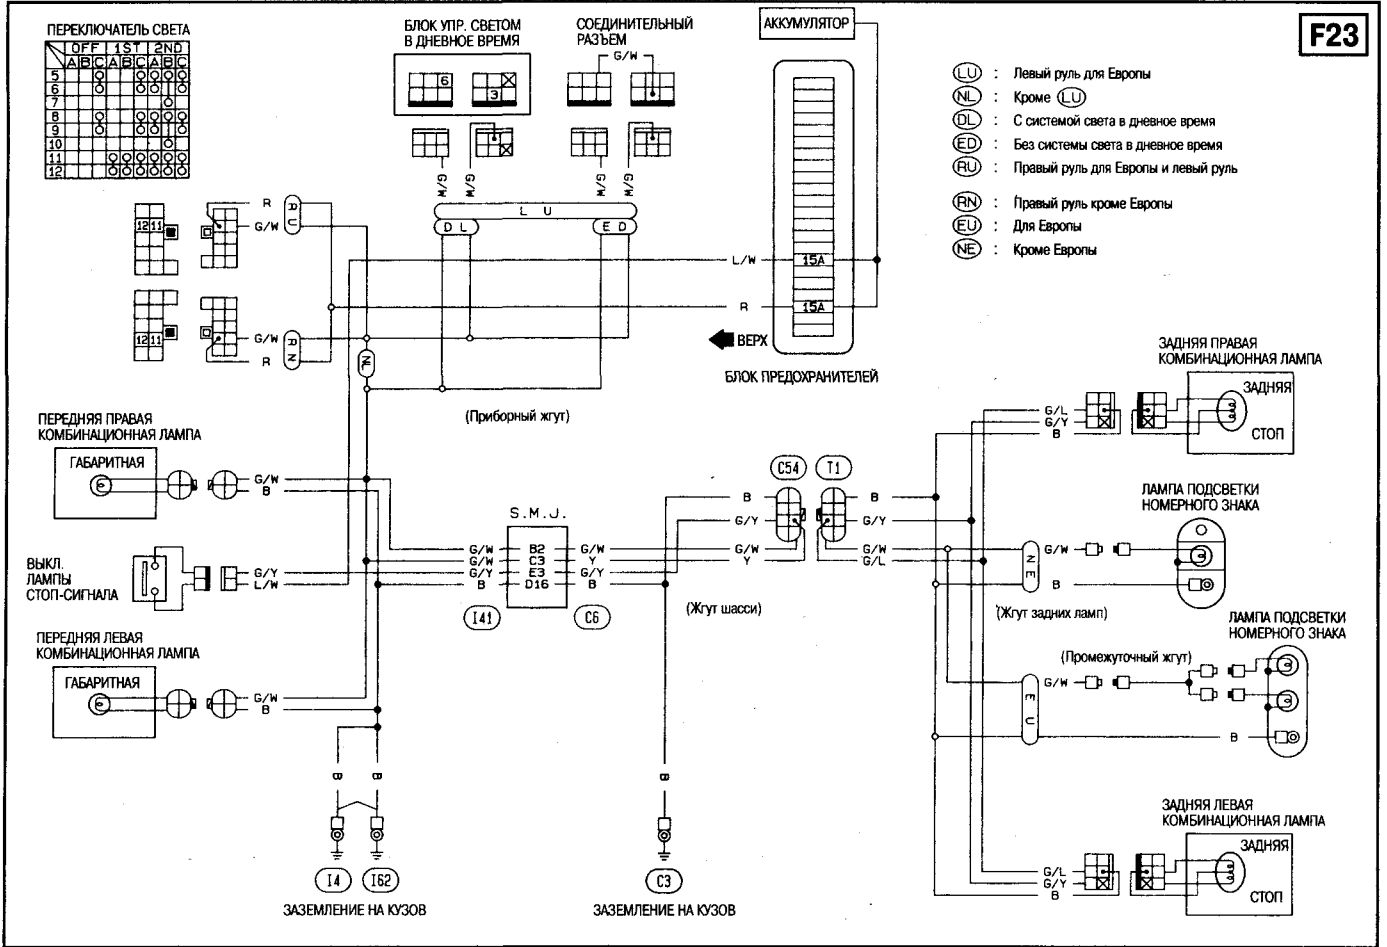 F23
ПЕРЕКЛЮЧАТЕЛЬ СВЕТА
OFF 1ST 2ND
A B C A B C A B C
5
6
7
8
9
10
11
12
БЛОК УПР. СВЕТОМ
В ДНЕВНОЕ ВРЕМЯ
6
3
СОЕДИНИТЕЛЬНЫЙ
РАЗЪЕМ
G/W
АККУМУЛЯТОР
LU : Левый руль для Европы
NL : Кроме LU
DL : С системой света в дневное время
ED : Без системы света в дневное время
RU : Правый руль для Европы и левый руль
RN : Правый руль кроме Европы
EU : Для Европы
NE : Кроме Европы
G/W G/W G/W G/W
L U
D L
E D
12 11
R
G/W
R U
L/W
15A
R
15A
12 11
G/W
R
R N
NL
ВЕРХ
БЛОК ПРЕДОХРАНИТЕЛЕЙ
(Приборный жгут)
ПЕРЕДНЯЯ ПРАВАЯ
КОМБИНАЦИОННАЯ ЛАМПА
ГАБАРИТНАЯ
G/W
B
ВЫКЛ.
ЛАМПЫ
СТОП-СИГНАЛА
G/Y
L/W
ПЕРЕДНЯЯ ЛЕВАЯ
КОМБИНАЦИОННАЯ ЛАМПА
ГАБАРИТНАЯ
G/W
B
S.M.J.
G/W B2 G/W
G/W C3 Y
G/Y E3 G/Y
B D16 B
I41
C6
(Жгут шасси)
C54
T1
B
G/Y
G/W
Y
B
G/Y
G/W
G/L
B
B
I4
I62
ЗАЗЕМЛЕНИЕ НА КУЗОВ
B
C3
ЗАЗЕМЛЕНИЕ НА КУЗОВ
ЗАДНЯЯ ПРАВАЯ
КОМБИНАЦИОННАЯ ЛАМПА
ЗАДНЯЯ
СТОП
G/L
G/Y
B
ЛАМПА ПОДСВЕТКИ
НОМЕРНОГО ЗНАКА
N E
G/W
B
(Жгут задних ламп)
ЛАМПА ПОДСВЕТКИ
НОМЕРНОГО ЗНАКА
(Промежуточный жгут)
E U
G/W
B
ЗАДНЯЯ ЛЕВАЯ
КОМБИНАЦИОННАЯ ЛАМПА
ЗАДНЯЯ
СТОП
G/L
G/Y
B